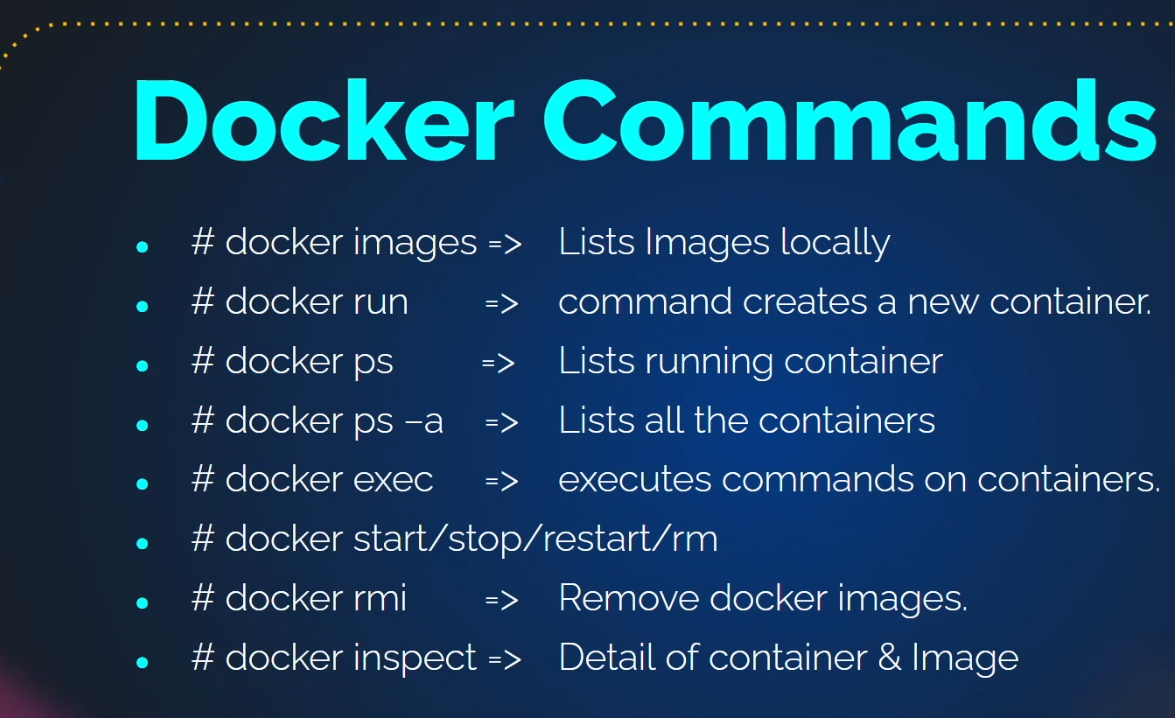 Docker Commands
• # docker images => Lists Images locally
• # docker run => command creates a new container.
• # docker ps => Lists running container
• # docker ps –a => Lists all the containers
• # docker exec => executes commands on containers.
• # docker start/stop/restart/rm
• # docker rmi => Remove docker images.
• # docker inspect => Detail of container & Image